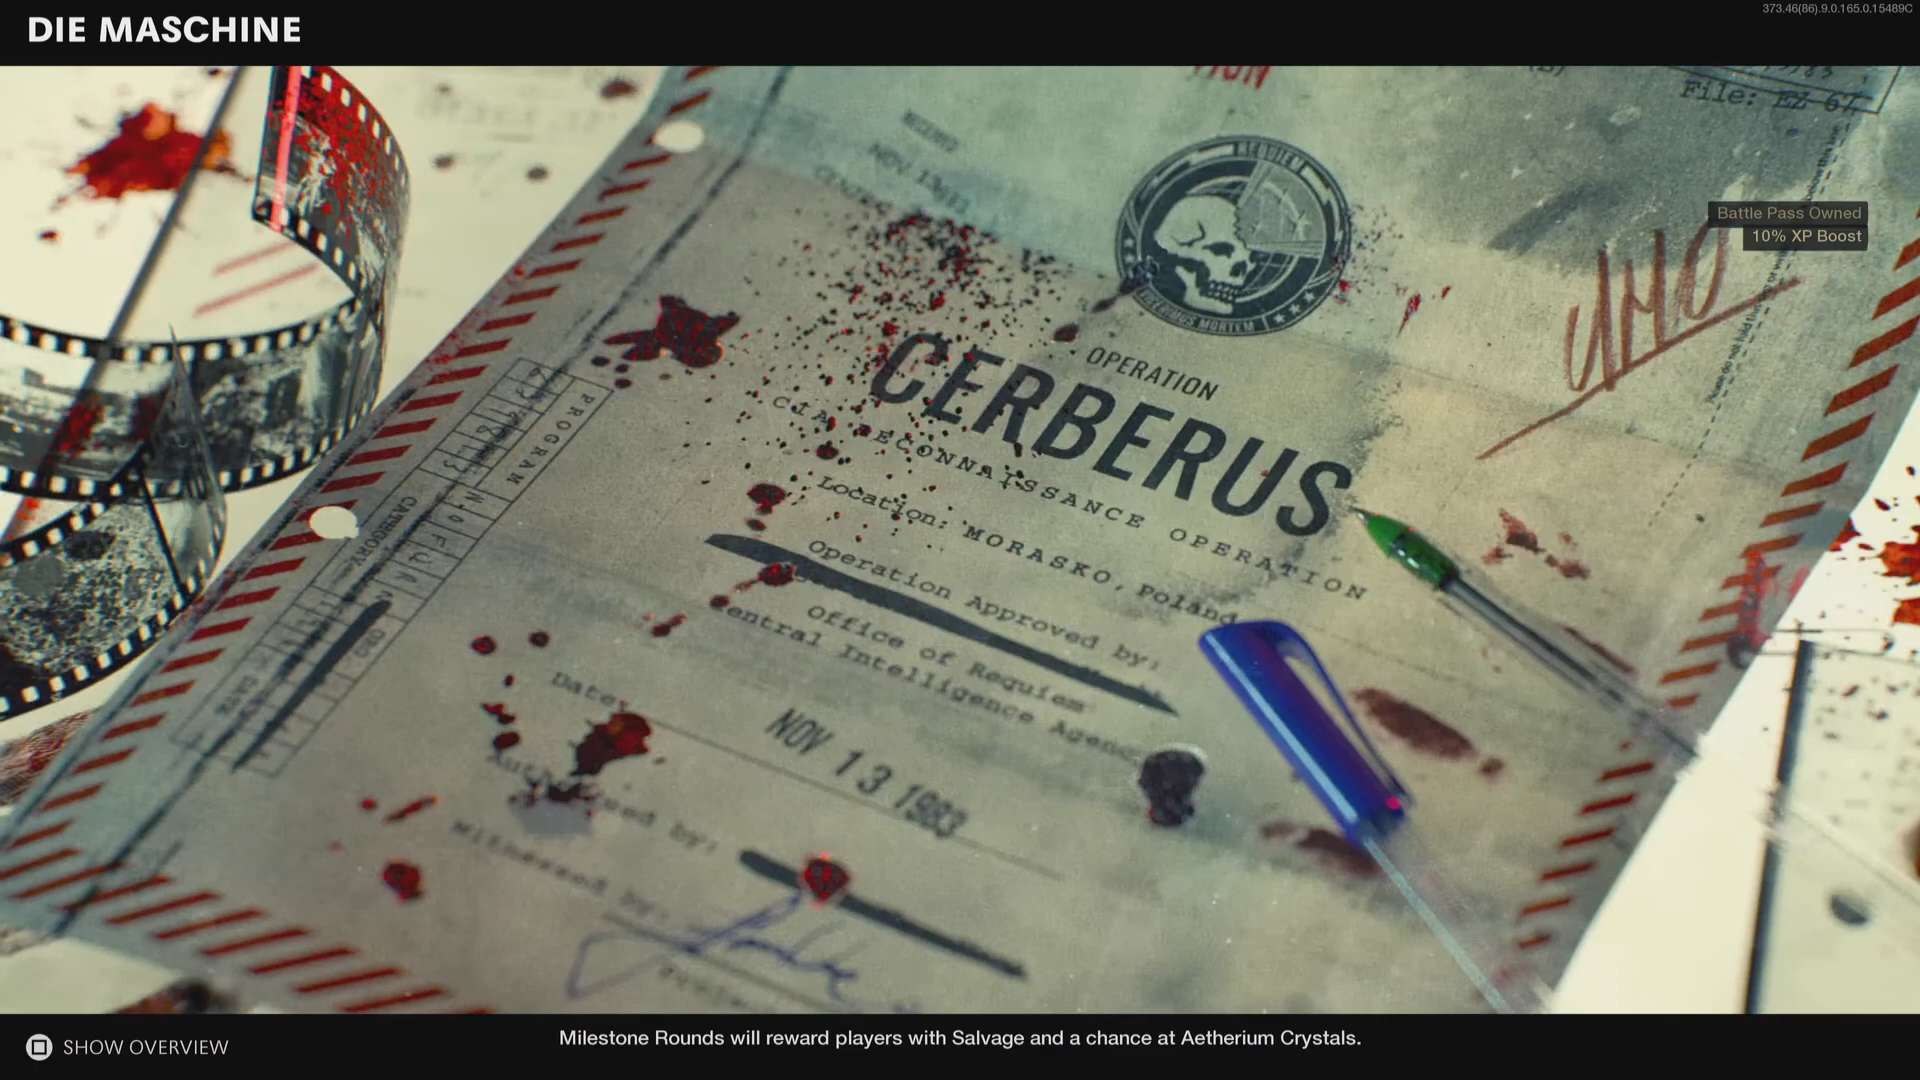 DIE MASCHINE
373.46(86).9.0.165.0.15489C
File: EZ 67
REQUIEM
RECEIVED
Battle Pass Owned
10% XP Boost
OPERATION
CERBERUS
CIA RECONNAISSANCE OPERATION
Location: MORASKO, Poland
Operation Approved by:
Office of Requiem
Central Intelligence Agency
PROGRAM
CATEGORY
Date:
NOV 13 1983
Authorized by:
Witnessed by:
SHOW OVERVIEW
Milestone Rounds will reward players with Salvage and a chance at Aetherium Crystals.